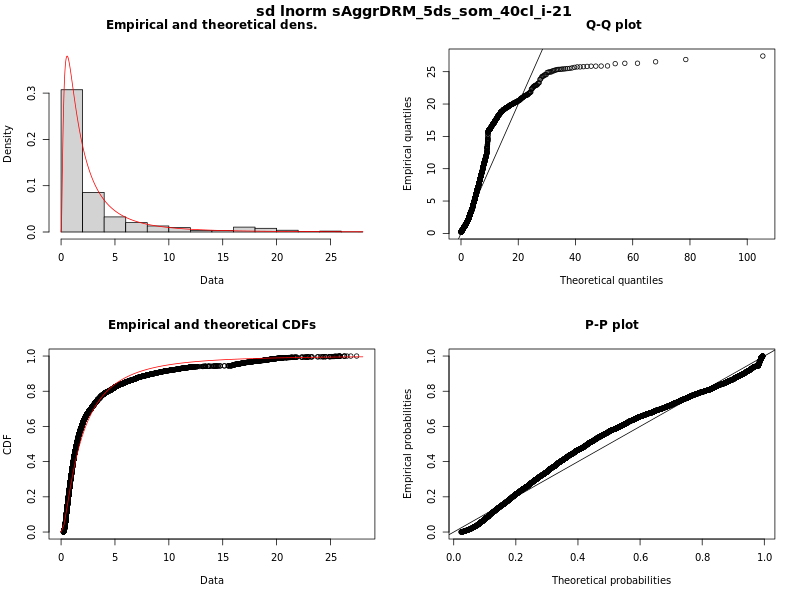 sd lnorm sAggrDRM_5ds_som_40cl_i-21
Empirical and theoretical dens.
Density
0.0 0.1 0.2 0.3
0 5 10 15 20 25
Data
Q-Q plot
Empirical quantiles
0 5 10 15 20 25
0 20 40 60 80 100
Theoretical quantiles
Empirical and theoretical CDFs
CDF
0.0 0.2 0.4 0.6 0.8 1.0
0 5 10 15 20 25
Data
P-P plot
Empirical probabilities
0.0 0.2 0.4 0.6 0.8 1.0
0.0 0.2 0.4 0.6 0.8 1.0
Theoretical probabilities